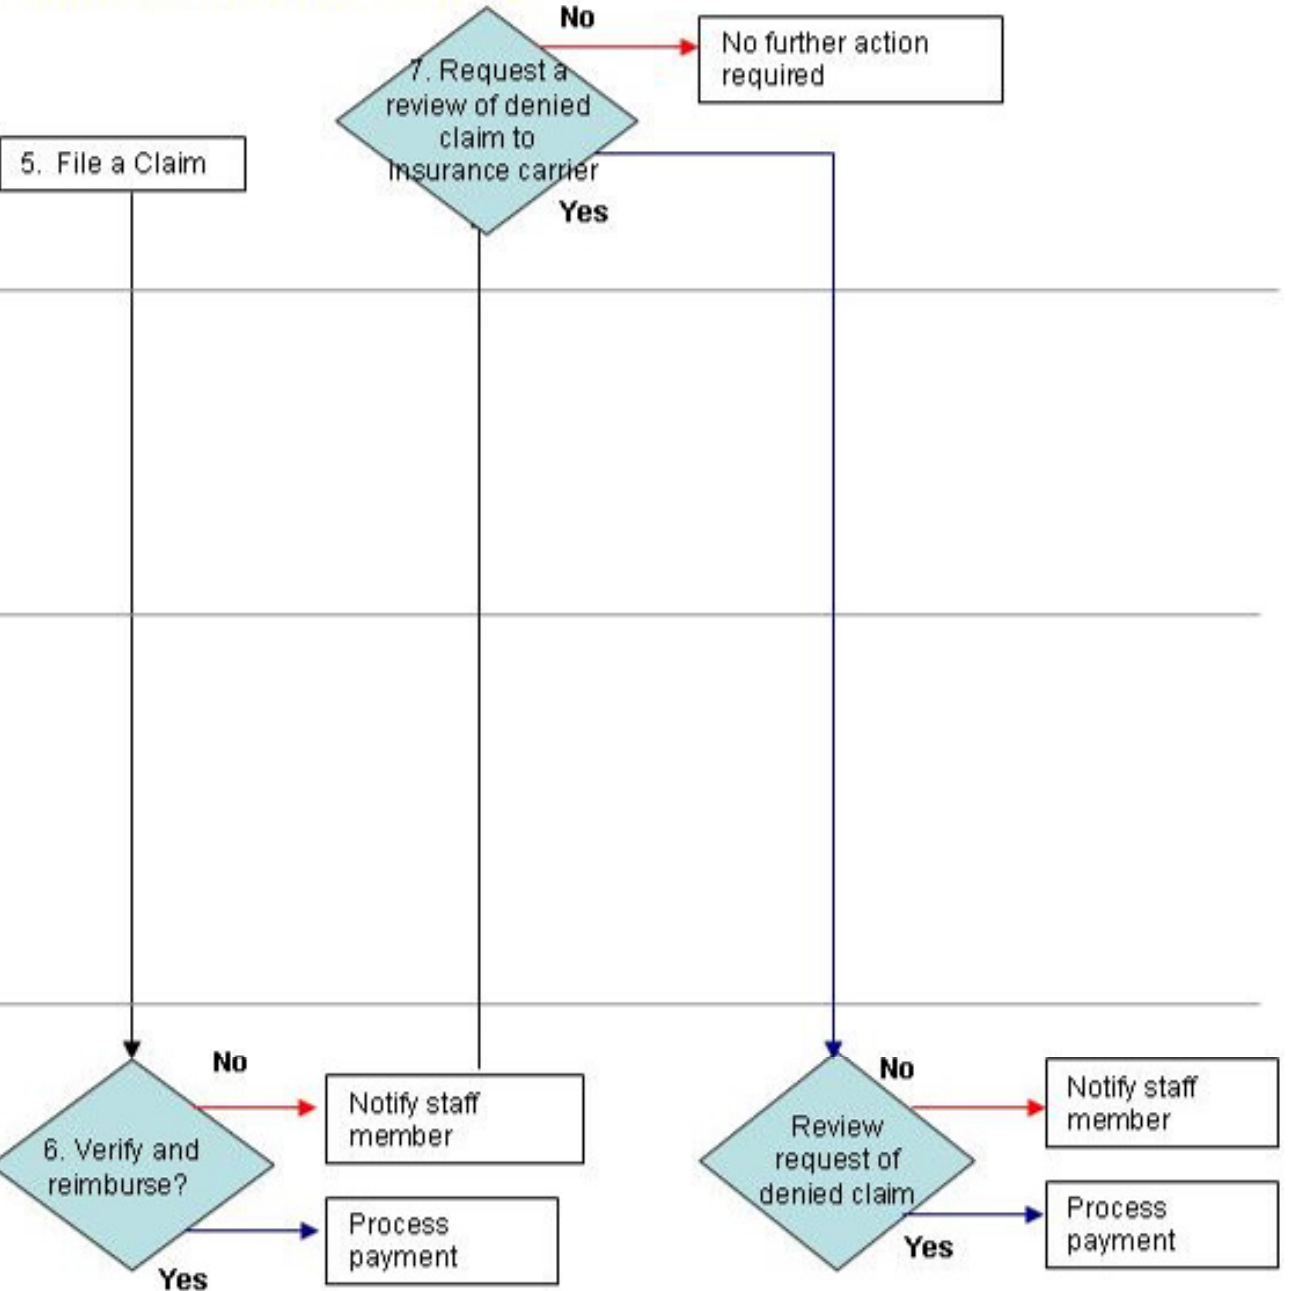 No
No further action
required
7. Request a
review of denied
claim to
insurance carrier
Yes
5. File a Claim
No
Notify staff
member
6. Verify and
reimburse?
Process
payment
Yes
No
Notify staff
member
Review
request of
denied claim
Process
payment
Yes